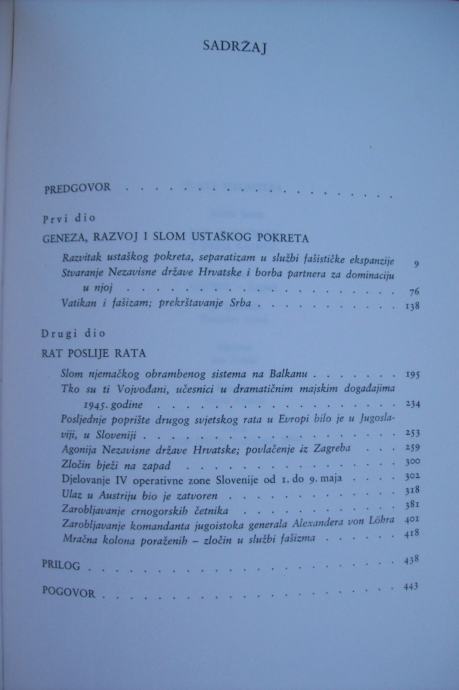 SADRŽAJ
PREDGOVOR . . . . . . . . . . . . . . . . . . .
Prvi dio
GENEZA, RAZVOJ I SLOM USTAŠKOG POKRETA
Razvitak ustaškog pokreta, separatizam u službi fašističke ekspanzije 9
Stvaranje Nezavisne države Hrvatske i borba partnera za dominaciju
u njoj . . . . . . . . . . . . . . . . . . 76
Vatikan i fašizam; prekrštavanje Srba . . . . . . . . . . 138
Drugi dio
RAT POSLIJE RATA
Slom njemačkog obrambenog sistema na Balkanu . . . . . . 195
Tko su ti Vojvođani, učesnici u dramatičnim majskim događajima
1945. godine . . . . . . . . . . . . . . . . 234
Posljednje poprište drugog svjetskog rata u Evropi bilo je u Jugosla-
viji, u Sloveniji . . . . . . . . . . . . . . . 253
Agonija Nezavisne države Hrvatske; povlačenje iz Zagreba . . . 259
Zločin bježi na zapad . . . . . . . . . . . . . . 300
Djelovanje IV operativne zone Slovenije od 1. do 9. maja . . . 302
Ulaz u Austriju bio je zatvoren . . . . . . . . . . . 318
Zarobljavanje crnogorskih četnika . . . . . . . . . . 381
Zarobljavanje komandanta jugoistoka generala Alexandera von Löhra 401
Mračna kolona poraženih – zločin u službi fašizma . . . . . 418
PRILOG . . . . . . . . . . . . . . . . . . . . 438
POGOVOR . . . . . . . . . . . . . . . . . . . 443